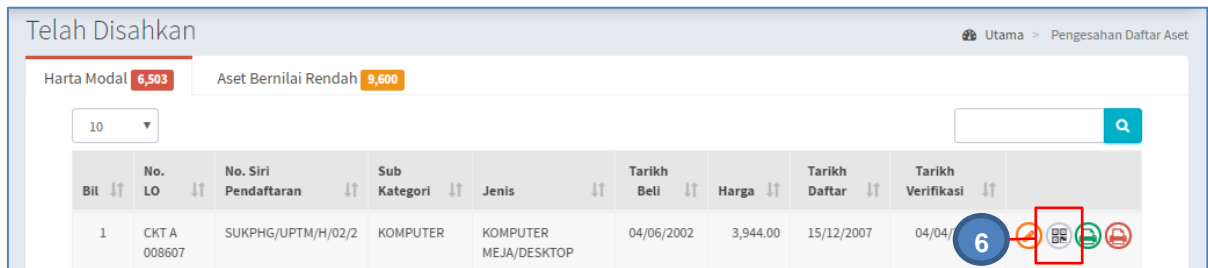 Telah Disahkan
Utama > Pengesahan Daftar Aset
Harta Modal 6,503 Aset Bernilai Rendah 9,600
10
Bil No. LO No. Siri Pendaftaran Sub Kategori Jenis Tarikh Beli Harga Tarikh Daftar Tarikh Verifikasi
1 CKT A 008607 SUKPHG/UPTM/H/02/2 KOMPUTER KOMPUTER MEJA/DESKTOP 04/06/2002 3,944.00 15/12/2007 04/04/
6